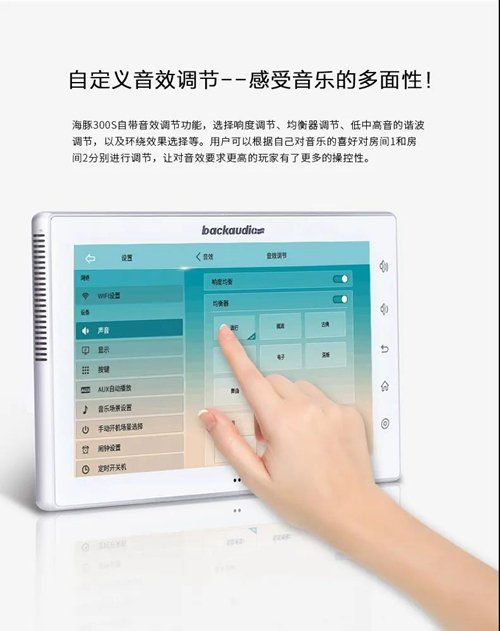 自定义音效调节--感受音乐的多面性!
海豚300S自带音效调节功能，选择响度调节、均衡器调节、低中高音的谐波
调节，以及环绕效果选择等。用户可以根据自己对音乐的喜好对房间1和房
间2分别进行调节，让对音效要求更高的玩家有了更多的操控性。
backaudio
设置
音效
音效调节
网络
WIFI设置
设备
声音
显示
按键
AUX自动播放
音乐场景设置
手动开机场景选择
闹钟设置
定时开关机
响度均衡
均衡器
流行
摇滚
古典
电子